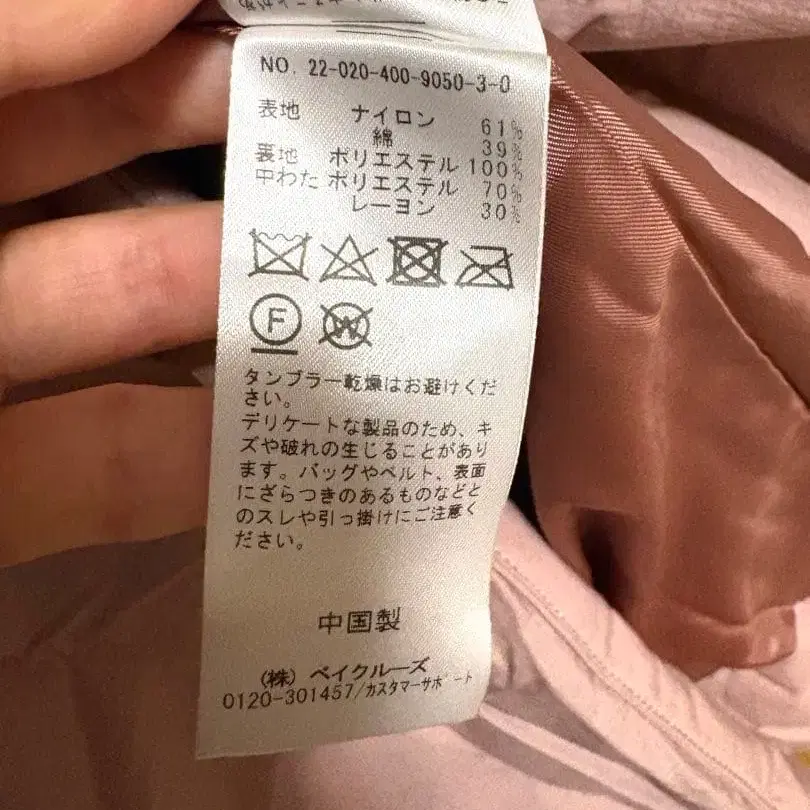 NO. 22-020-400-9050-3-0
表地 ナイロン 61%
綿 39%
裏地 ポリエステル 100%
中わた ポリエステル 70%
レーヨン 30%
F W
タンブラー乾燥はお避けくだ
さい。
デリケートな製品のため、キ
ズや破れの生じることがあり
ます。バッグやベルト、表面
にざらつきのあるものなどと
のスレや引っ掛けにご注意く
ださい。
中国製
(株) ベイクルーズ
0120-301457/カスタマーサポート